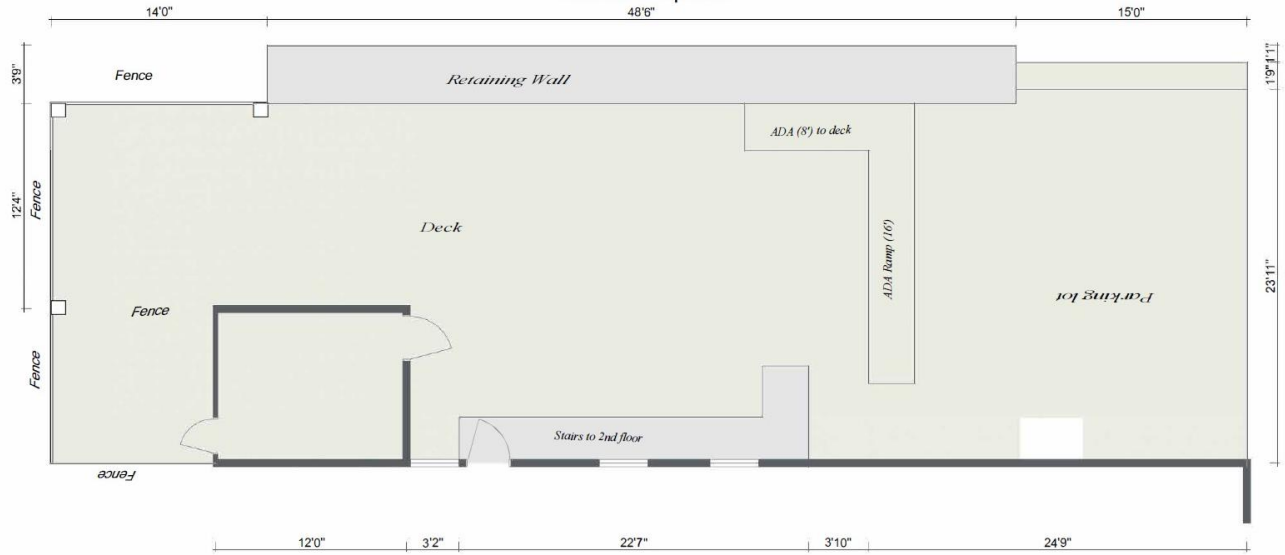 14'0"
48'6"
15'0"
3'9"
Fence
Retaining Wall
1'1"
1'9"
ADA (8') to deck
12'4"
Fence
Deck
ADA Ramp (16')
23'11"
Parking lot
Fence
Fence
Stairs to 2nd floor
Fence
12'0"
3'2"
22'7"
3'10"
24'9"